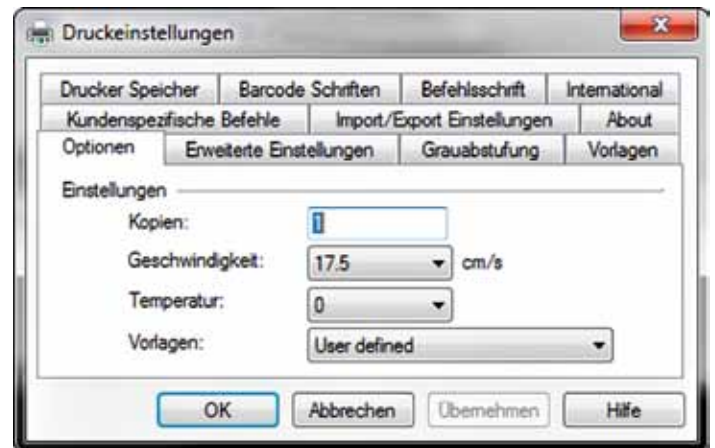 Druckeinstellungen
Drucker Speicher Barcode Schriften Befehlsschrift International
Kundenspezifische Befehle Import/Export Einstellungen About
Optionen Erweiterte Einstellungen Grauabstufung Vorlagen
Einstellungen
Kopien: 1
Geschwindigkeit: 17.5 cm/s
Temperatur: 0
Vorlagen: User defined
OK Abbrechen Übernehmen Hilfe